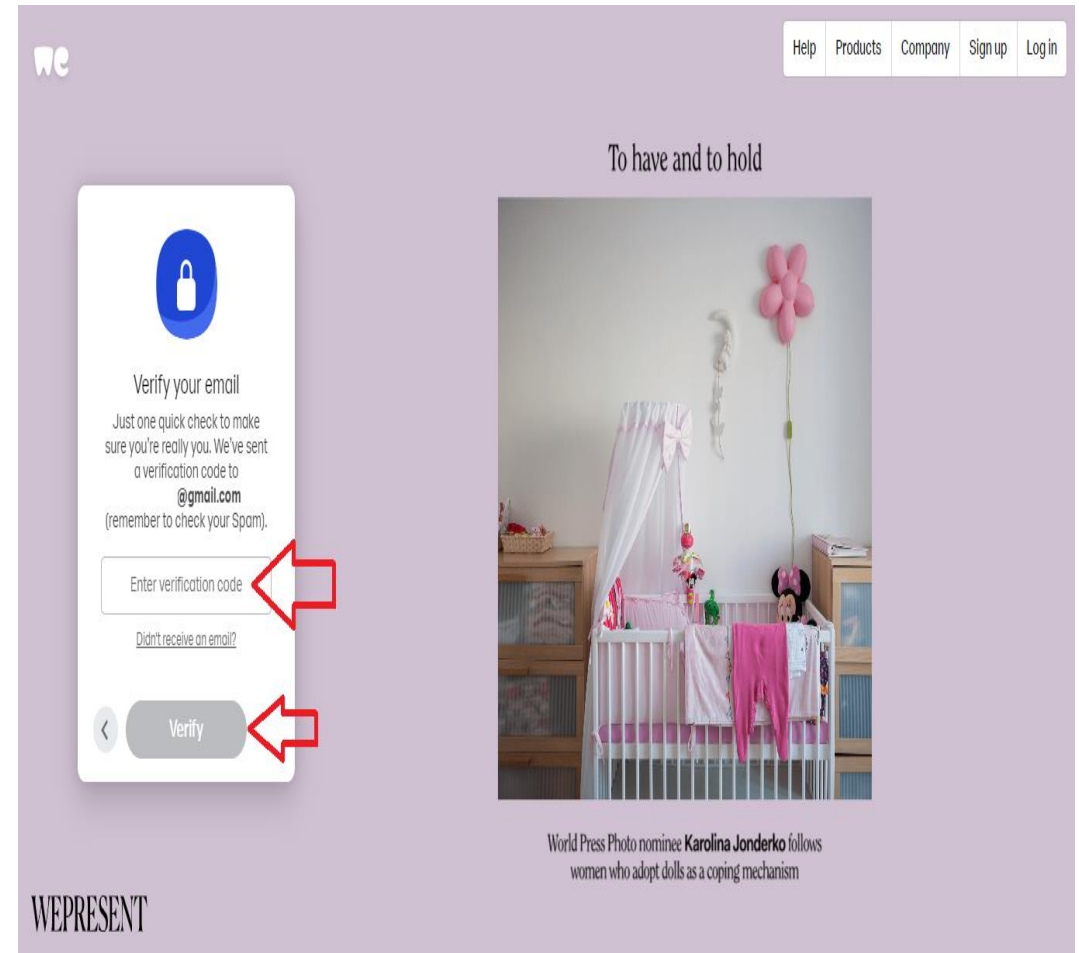 we
Help Products Company Sign up Log in
To have and to hold
Verify your email
Just one quick check to make
sure you're really you. We've sent
a verification code to
@gmail.com
(remember to check your Spam).
Enter verification code
Didn't receive an email?
Verify
World Press Photo nominee Karolina Jonderko follows
women who adopt dolls as a coping mechanism
WEPRESENT